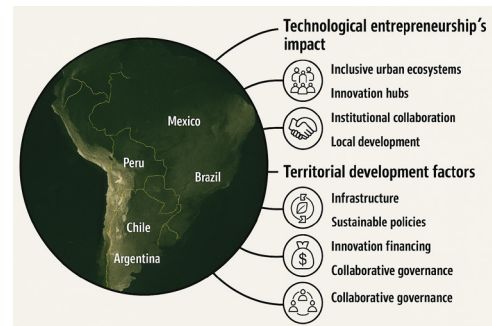 Technological entrepreneurship's
impact
Inclusive urban ecosystems
Innovation hubs
Institutional collaboration
Local development
Territorial development factors
Infrastructure
Sustainable policies
Innovation financing
Collaborative governance
Collaborative governance
Mexico
Peru
Brazil
Chile
Argentina
$